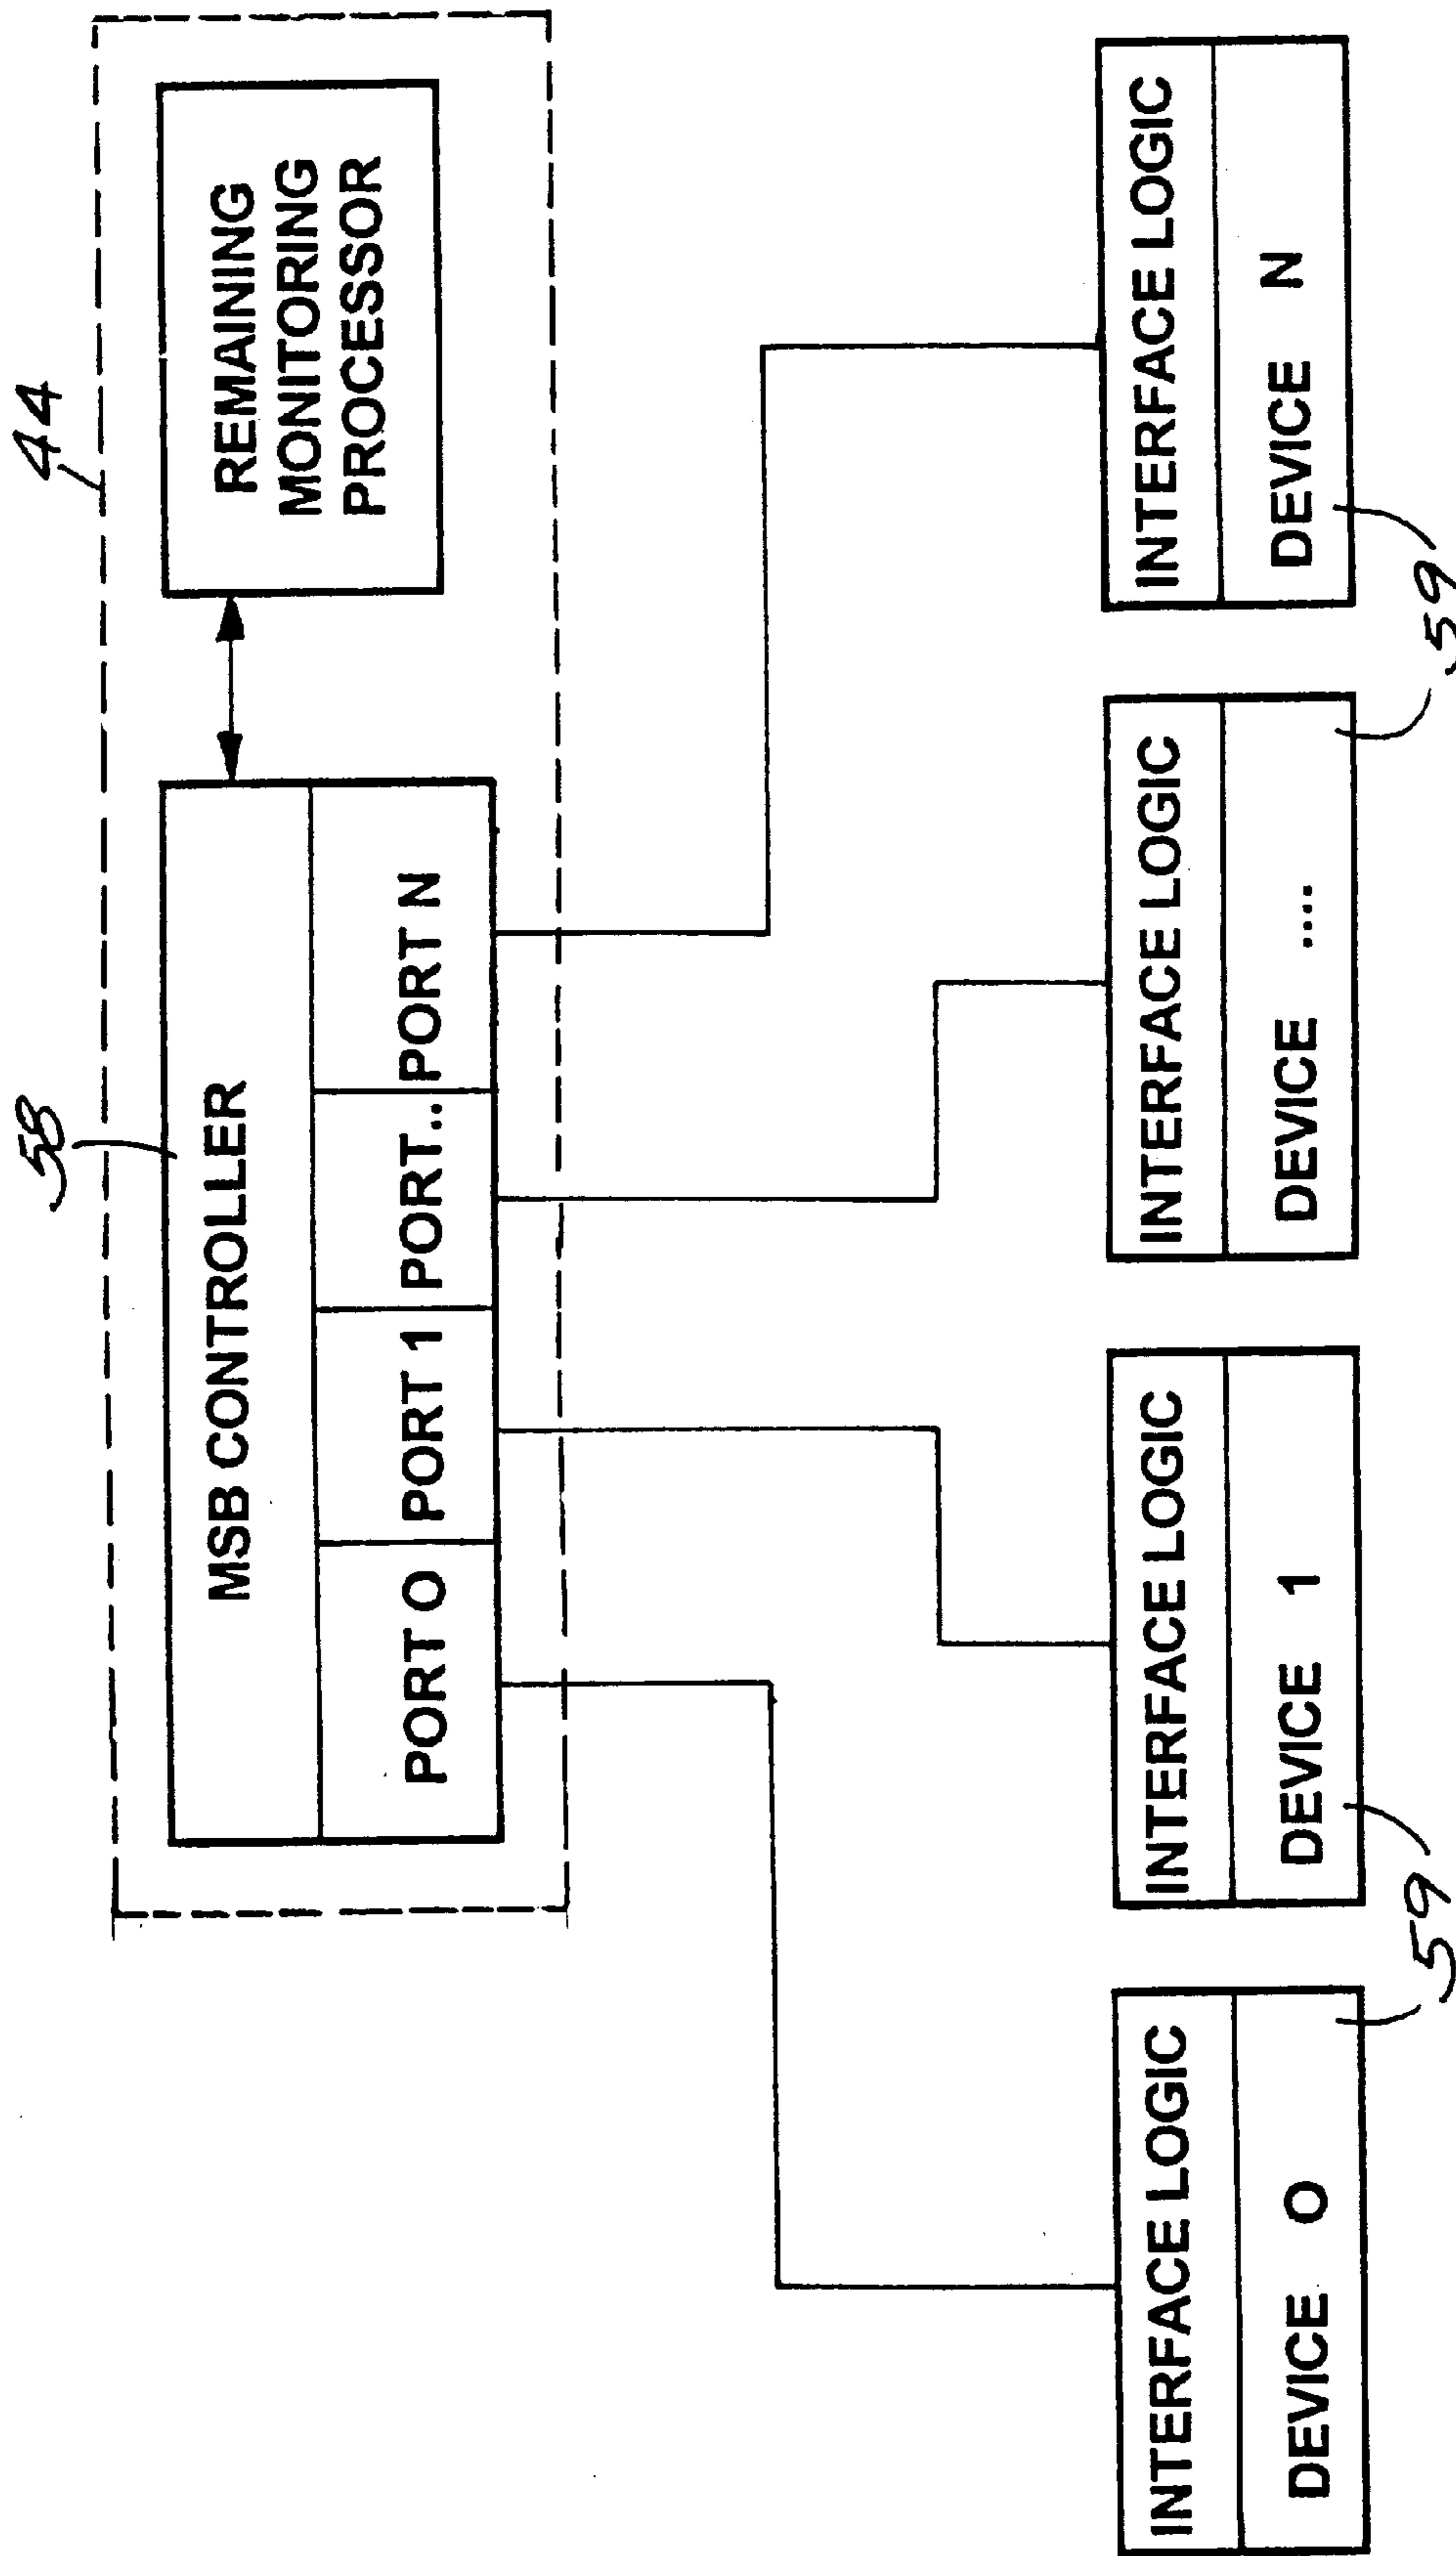 44
58
MSB CONTROLLER
PORT O
PORT 1
PORT..
PORT N
REMAINING
MONITORING
PROCESSOR
INTERFACE LOGIC
DEVICE O
INTERFACE LOGIC
DEVICE 1
INTERFACE LOGIC
DEVICE ....
INTERFACE LOGIC
DEVICE N
59
59